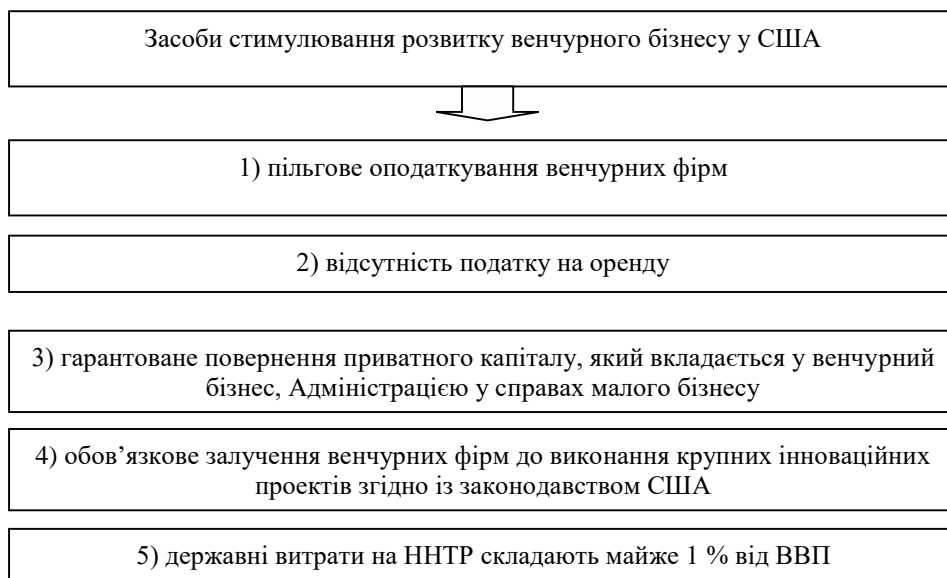 Засоби стимулювання розвитку венчурного бізнесу у США
1) пільгове оподаткування венчурних фірм
2) відсутність податку на оренду
3) гарантоване повернення приватного капіталу, який вкладається у венчурний
бізнес, Адміністрацією у справах малого бізнесу
4) обов’язкове залучення венчурних фірм до виконання крупних інноваційних
проектів згідно із законодавством США
5) державні витрати на ННТР складають майже 1 % від ВВП